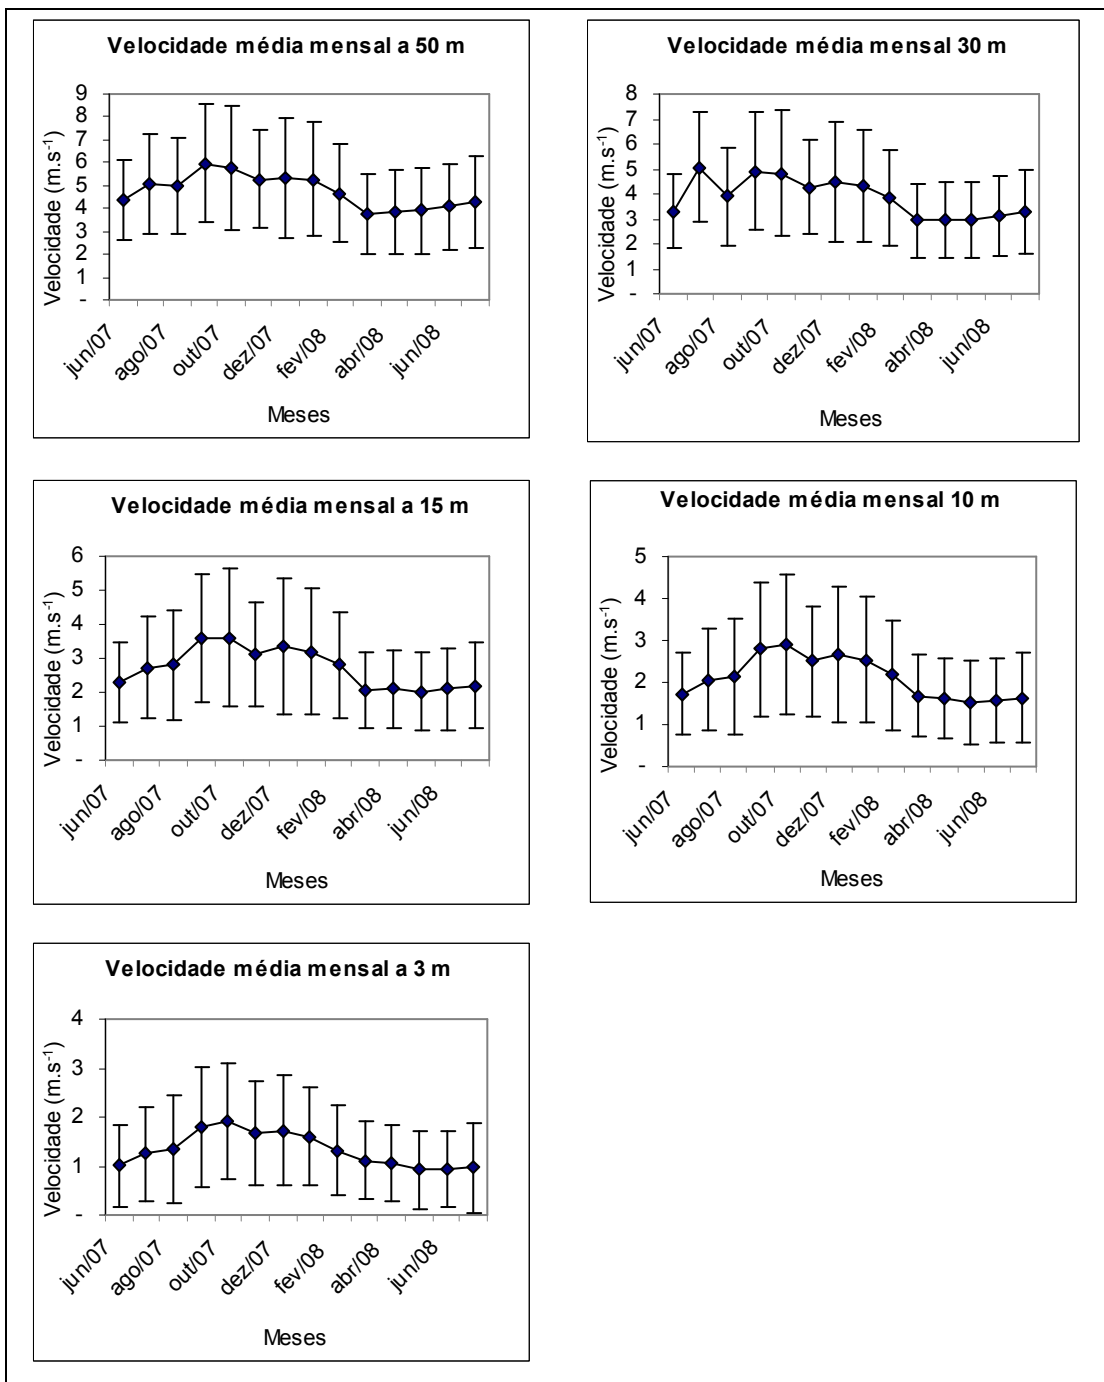 Velocidade média mensal a 50 m
Velocidade (m.s-1)
9
8
7
6
5
4
3
2
1
-
jun/07
ago/07
out/07
dez/07
fev/08
abr/08
jun/08
Meses
Velocidade média mensal 30 m
Velocidade (m.s-1)
8
7
6
5
4
3
2
1
-
jun/07
ago/07
out/07
dez/07
fev/08
abr/08
jun/08
Meses
Velocidade média mensal a 15 m
Velocidade (m.s-1)
6
5
4
3
2
1
-
jun/07
ago/07
out/07
dez/07
fev/08
abr/08
jun/08
Meses
Velocidade média mensal 10 m
Velocidade (m.s-1)
5
4
3
2
1
-
jun/07
ago/07
out/07
dez/07
fev/08
abr/08
jun/08
Meses
Velocidade média mensal a 3 m
Velocidade (m.s-1)
4
3
2
1
-
jun/07
ago/07
out/07
dez/07
fev/08
abr/08
jun/08
Meses